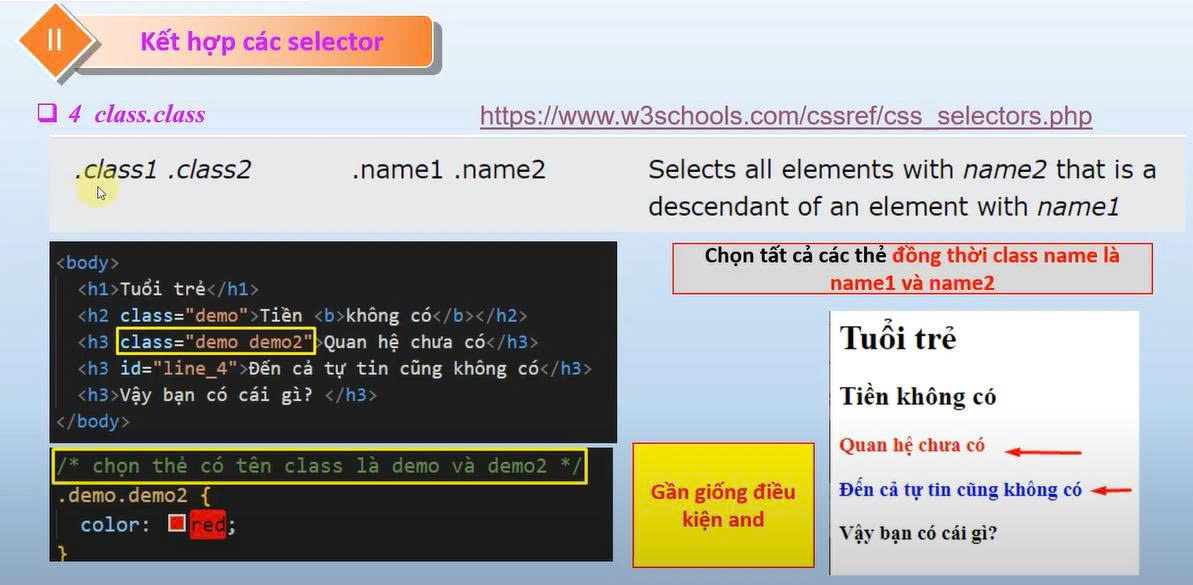 II
Kết hợp các selector
4 class.class
https://www.w3schools.com/cssref/css_selectors.php
.class1 .class2
.name1 .name2
Selects all elements with name2 that is a
descendant of an element with name1
<body>
<h1>Tuổi trẻ</h1>
<h2 class="demo">Tiền <b>không có</b></h2>
<h3 class="demo demo2">Quan hệ chưa có</h3>
<h3 id="line_4">Đến cả tự tin cũng không có</h3>
<h3>Vậy bạn có cái gì? </h3>
</body>
/* chọn thẻ có tên class là demo và demo2 */
.demo.demo2 {
color: red;
}
Chọn tất cả các thẻ đồng thời class name là
name1 và name2
Gần giống điều
kiện and
Tuổi trẻ
Tiền không có
Quan hệ chưa có
Đến cả tự tin cũng không có
Vậy bạn có cái gì?